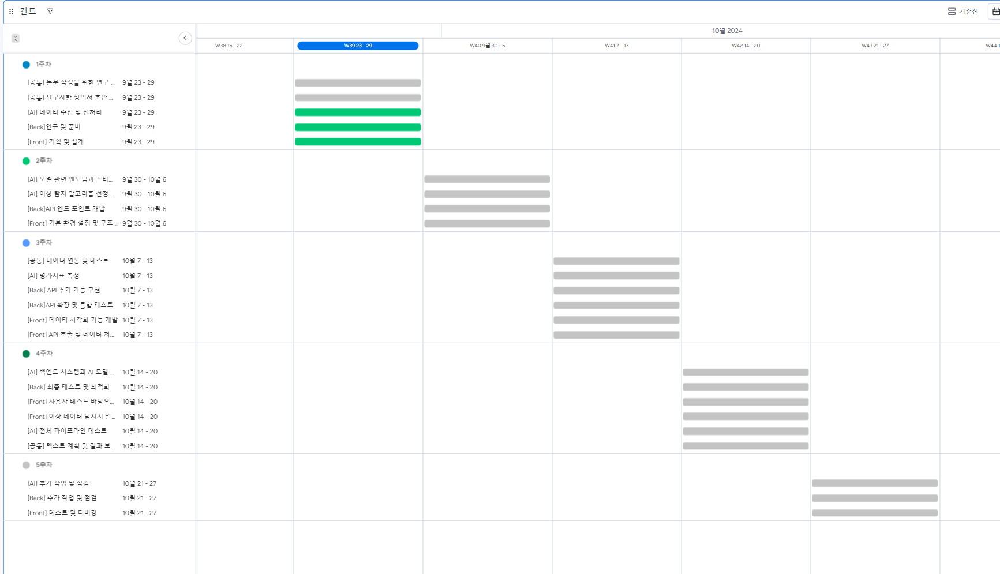 간트
기준선
10월 2024
W38 16 - 22
W39 23 - 29
W40 9월 30 - 6
W41 7 - 13
W42 14 - 20
W43 21 - 27
W44 1
1주차
[공통] 논문 작성을 위한 연구 ... 9월 23 - 29
[공통] 요구사항 정의서 초안 ... 9월 23 - 29
[AI] 데이터 수집 및 전처리 9월 23 - 29
[Back]연구 및 준비 9월 23 - 29
[Front] 기획 및 설계 9월 23 - 29
2주차
[AI] 모델 관련 멘토님과 스터... 9월 30 - 10월 6
[AI] 이상 탐지 알고리즘 선정 ... 9월 30 - 10월 6
[Back]API 엔드 포인트 개발 9월 30 - 10월 6
[Front] 기본 환경 설정 및 구조 ... 9월 30 - 10월 6
3주차
[공동] 데이터 연동 및 테스트 10월 7 - 13
[AI] 평가지표 측정 10월 7 - 13
[Back] API 추가 기능 구현 10월 7 - 13
[Back]API 확장 및 통합 테스트 10월 7 - 13
[Front] 데이터 시각화 기능 개발 10월 7 - 13
[Front] API 호출 및 데이터 처... 10월 7 - 13
4주차
[AI] 백엔드 시스템과 AI 모델 ... 10월 14 - 20
[Back] 최종 테스트 및 최적화 10월 14 - 20
[Front] 사용자 테스트 바탕으... 10월 14 - 20
[Front] 이상 데이터 탐지시 알... 10월 14 - 20
[AI] 전체 파이프라인 테스트 10월 14 - 20
[공동] 텍스트 계획 및 결과 보... 10월 14 - 20
5주차
[AI] 추가 작업 및 점검 10월 21 - 27
[Back] 추가 작업 및 점검 10월 21 - 27
[Front] 테스트 및 디버깅 10월 21 - 27